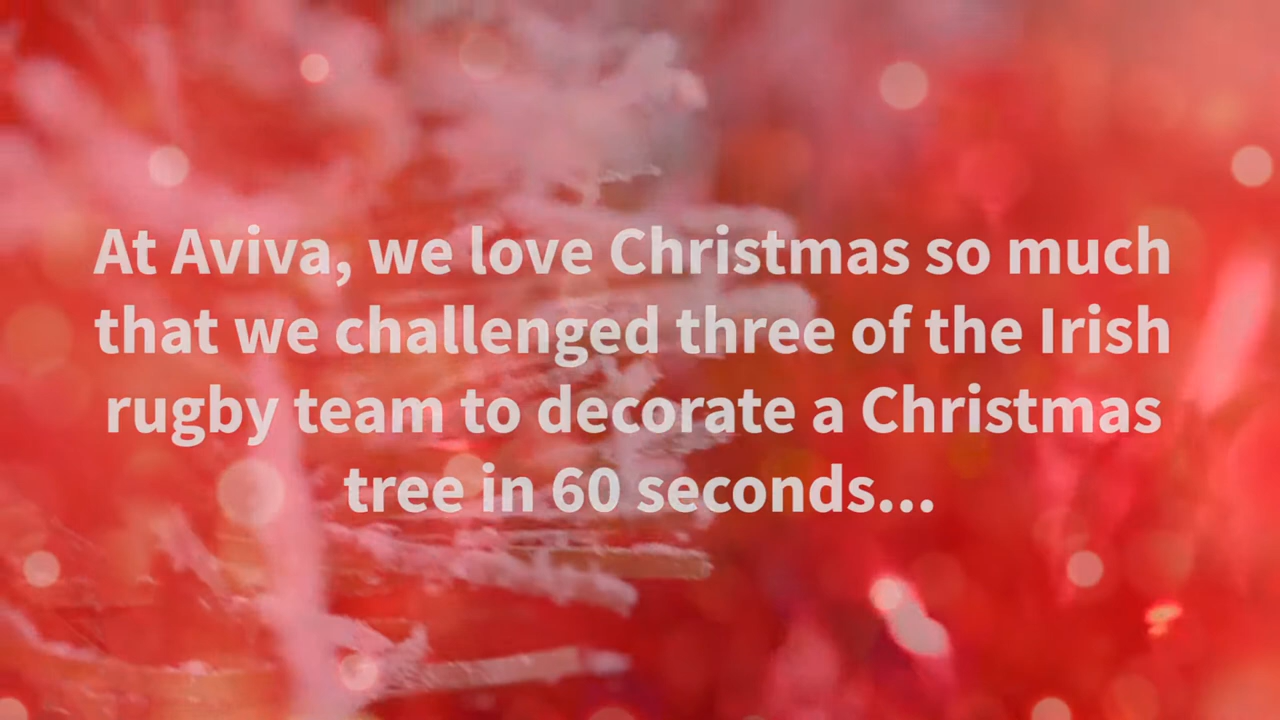 At Aviva, we love Christmas so much
that we challenged three of the Irish
rugby team to decorate a Christmas
tree in 60 seconds...